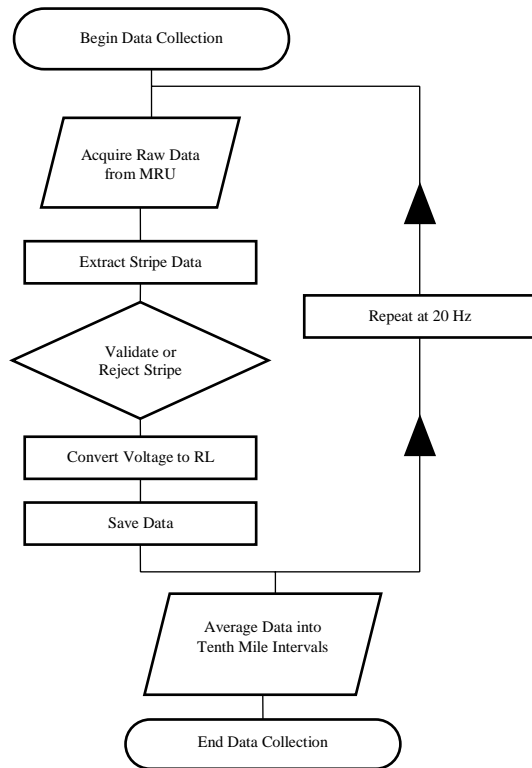 Begin Data Collection
Acquire Raw Data
from MRU
Extract Stripe Data
Repeat at 20 Hz
Validate or
Reject Stripe
Convert Voltage to RL
Save Data
Average Data into
Tenth Mile Intervals
End Data Collection